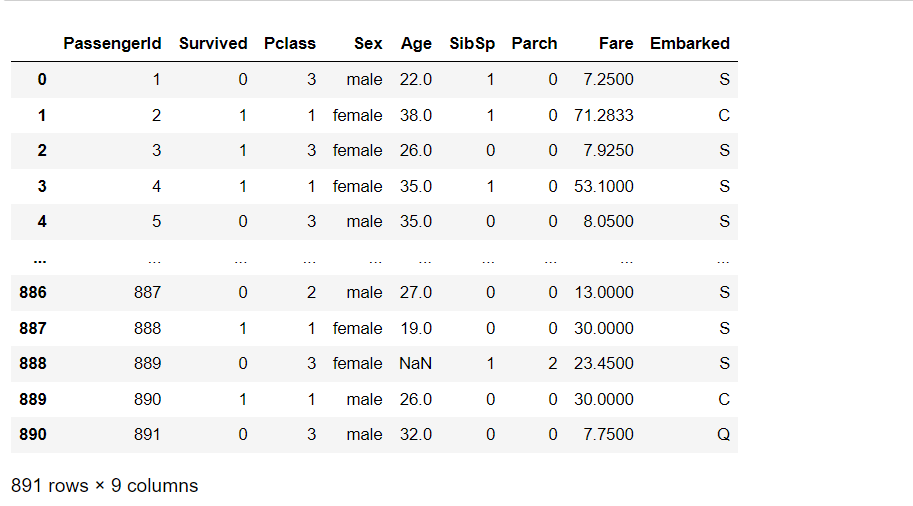 PassengerId Survived Pclass Sex Age SibSp Parch Fare Embarked
0 1 0 3 male 22.0 1 0 7.2500 S
1 2 1 1 female 38.0 1 0 71.2833 C
2 3 1 3 female 26.0 0 0 7.9250 S
3 4 1 1 female 35.0 1 0 53.1000 S
4 5 0 3 male 35.0 0 0 8.0500 S
... ... ... ... ... ... ... ... ... ...
886 887 0 2 male 27.0 0 0 13.0000 S
887 888 1 1 female 19.0 0 0 30.0000 S
888 889 0 3 female NaN 1 2 23.4500 S
889 890 1 1 male 26.0 0 0 30.0000 C
890 891 0 3 male 32.0 0 0 7.7500 Q
891 rows × 9 columns